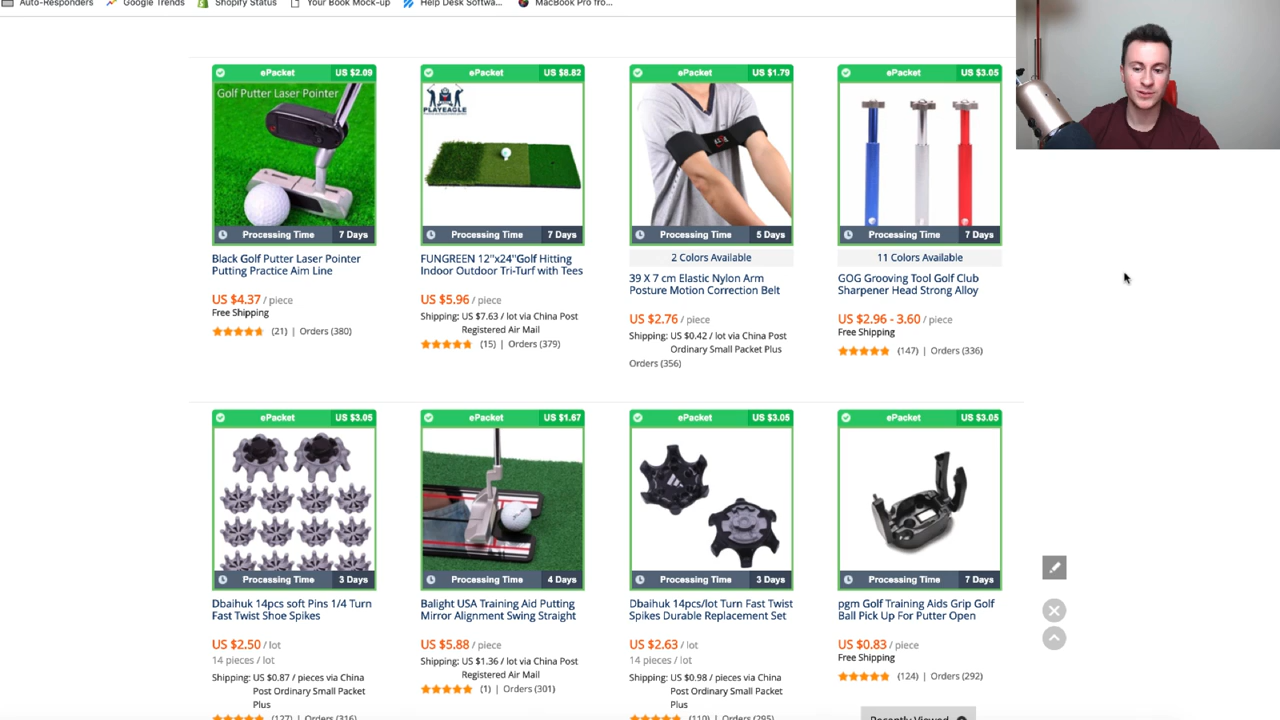 Auto-Responders
Google Trends
Shopify Status
Your Book Mock-up
Help Desk Softwa...
MacBook Pro fro...
ePacket US $2.09
Golf Putter Laser Pointer
Processing Time 7 Days
Black Golf Putter Laser Pointer
Putting Practice Aim Line
US $4.37 / piece
Free Shipping
(21) | Orders (380)
ePacket US $8.82
PLAYEAGLE
Processing Time 7 Days
FUNGREEN 12''x24''Golf Hitting
Indoor Outdoor Tri-Turf with Tees
US $5.96 / piece
Shipping: US $7.63 / lot via China Post
Registered Air Mail
(15) | Orders (379)
ePacket US $1.79
Processing Time 5 Days
2 Colors Available
39 X 7 cm Elastic Nylon Arm
Posture Motion Correction Belt
US $2.76 / piece
Shipping: US $0.42 / lot via China Post
Ordinary Small Packet Plus
Orders (356)
ePacket US $3.05
Processing Time 7 Days
11 Colors Available
GOG Grooving Tool Golf Club
Sharpener Head Strong Alloy
US $2.96 - 3.60 / piece
Free Shipping
(147) | Orders (336)
ePacket US $3.05
Processing Time 3 Days
Dbaihuk 14pcs soft Pins 1/4 Turn
Fast Twist Shoe Spikes
US $2.50 / lot
14 pieces / lot
Shipping: US $0.87 / pieces via China
Post Ordinary Small Packet
Plus
(127) | Orders (316)
ePacket US $1.67
Processing Time 4 Days
Balight USA Training Aid Putting
Mirror Alignment Swing Straight
US $5.88 / piece
Shipping: US $1.36 / lot via China Post
Registered Air Mail
(1) | Orders (301)
ePacket US $3.05
Processing Time 3 Days
Dbaihuk 14pcs/lot Turn Fast Twist
Spikes Durable Replacement Set
US $2.63 / lot
14 pieces / lot
Shipping: US $0.98 / pieces via China
Post Ordinary Small Packet
Plus
(110) | Orders (295)
ePacket US $3.05
Processing Time 7 Days
pgm Golf Training Aids Grip Golf
Ball Pick Up For Putter Open
US $0.83 / piece
Free Shipping
(124) | Orders (292)
Recently Viewed